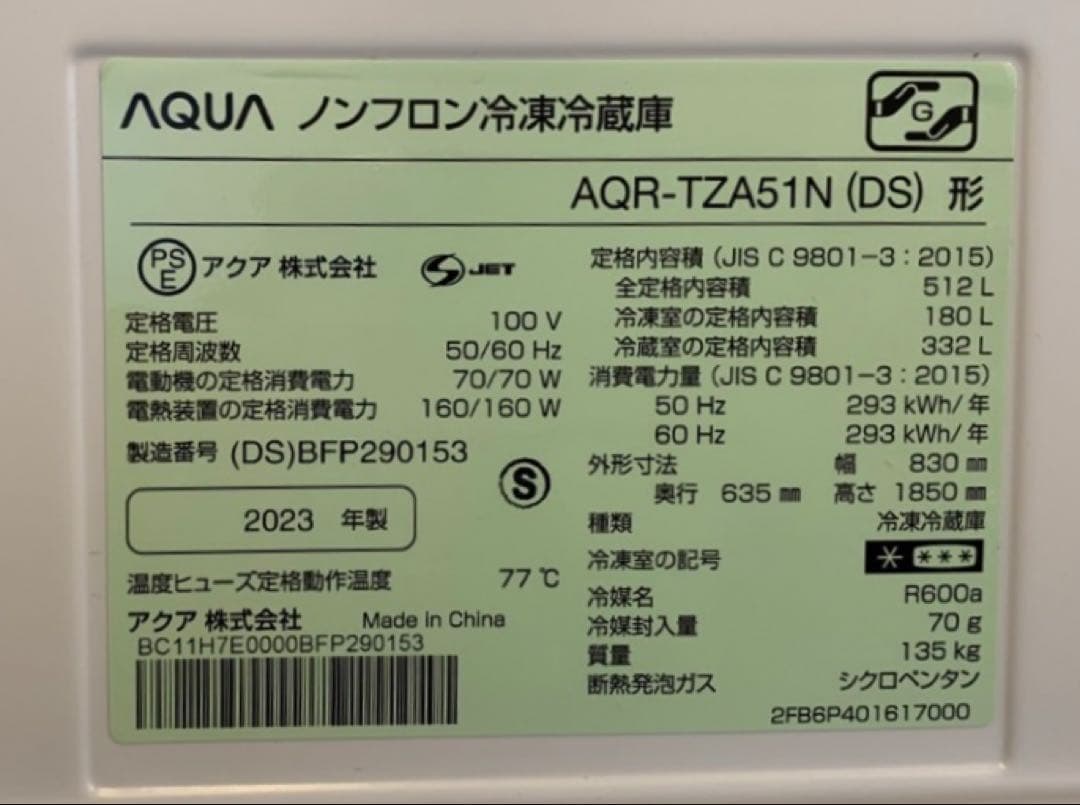 AQUA ノンフロン冷凍冷蔵庫
G
AQR-TZA51N (DS) 形
PS E アクア 株式会社 S JET
定格電圧 100 V
定格周波数 50/60 Hz
電動機の定格消費電力 70/70 W
電熱装置の定格消費電力 160/160 W
製造番号 (DS)BFP290153
S
2023 年製
温度ヒューズ定格動作温度 77 ℃
アクア 株式会社 Made In China
BC11H7E0000BFP290153
定格内容積 (JIS C 9801-3:2015)
全定格内容積 512 L
冷凍室の定格内容積 180 L
冷蔵室の定格内容積 332 L
消費電力量 (JIS C 9801-3:2015)
50 Hz 293 kWh/年
60 Hz 293 kWh/年
外形寸法 幅 830 ㎜
奥行 635 ㎜ 高さ 1850 ㎜
種類 冷凍冷蔵庫
冷凍室の記号 * ***
冷媒名 R600a
冷媒封入量 70 g
質量 135 kg
断熱発泡ガス シクロペンタン
2FB6P401617000